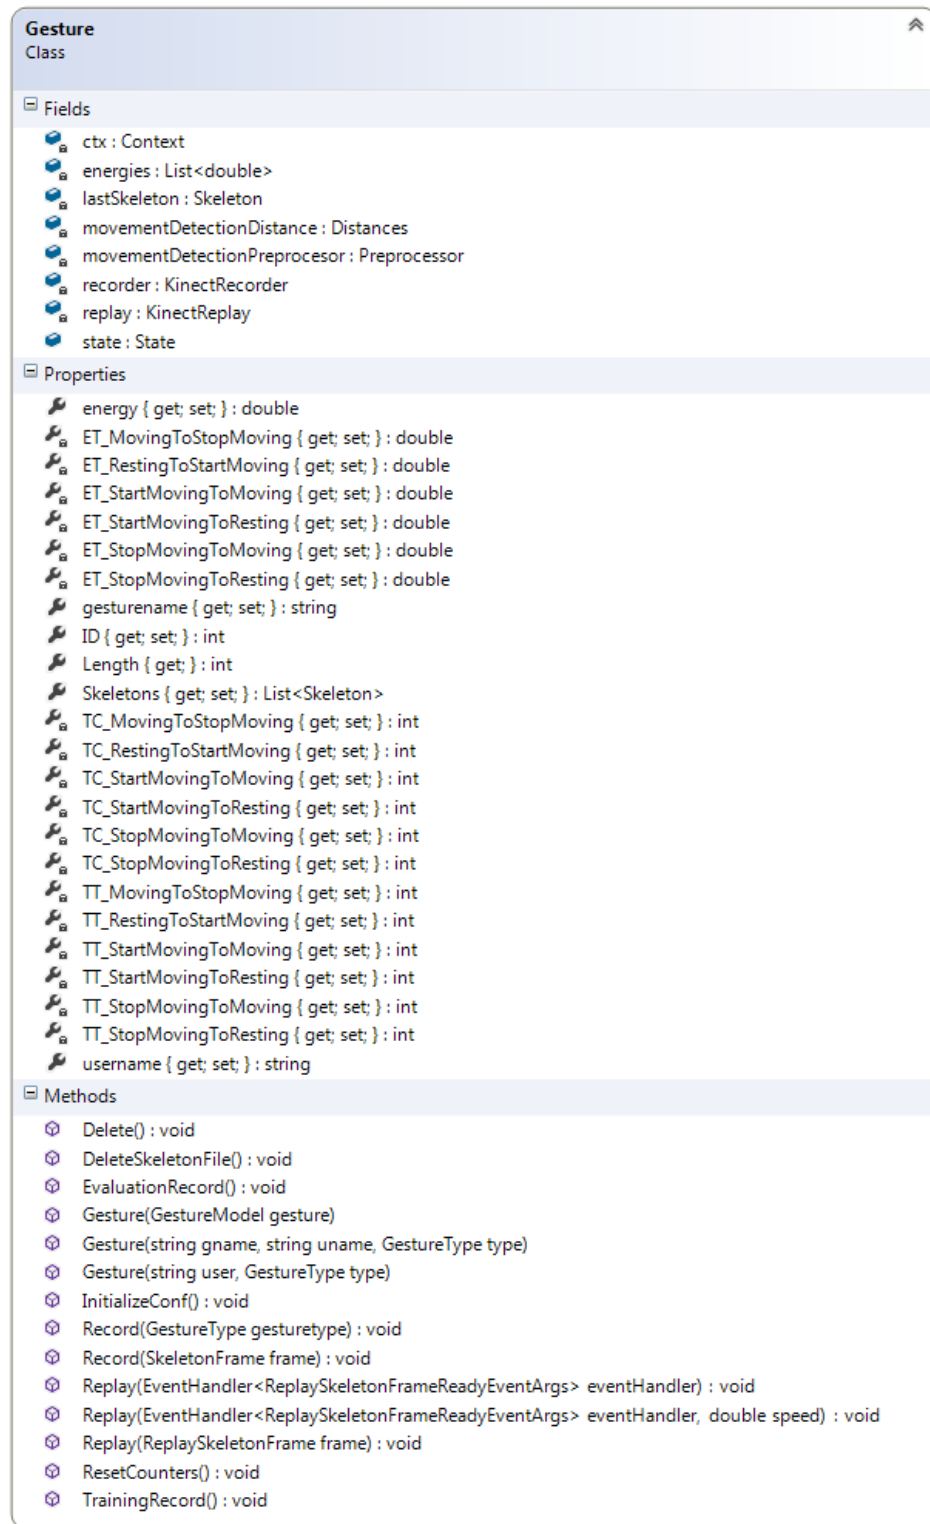 Gesture
Class
Fields
ctx : Context
energies : List<double>
lastSkeleton : Skeleton
movementDetectionDistance : Distances
movementDetectionPreprocesor : Preprocessor
recorder : KinectRecorder
replay : KinectReplay
state : State
Properties
energy { get; set; } : double
ET_MovingToStopMoving { get; set; } : double
ET_RestingToStartMoving { get; set; } : double
ET_StartMovingToMoving { get; set; } : double
ET_StartMovingToResting { get; set; } : double
ET_StopMovingToMoving { get; set; } : double
ET_StopMovingToResting { get; set; } : double
gesturename { get; set; } : string
ID { get; set; } : int
Length { get; } : int
Skeletons { get; set; } : List<Skeleton>
TC_MovingToStopMoving { get; set; } : int
TC_RestingToStartMoving { get; set; } : int
TC_StartMovingToMoving { get; set; } : int
TC_StartMovingToResting { get; set; } : int
TC_StopMovingToMoving { get; set; } : int
TC_StopMovingToResting { get; set; } : int
TT_MovingToStopMoving { get; set; } : int
TT_RestingToStartMoving { get; set; } : int
TT_StartMovingToMoving { get; set; } : int
TT_StartMovingToResting { get; set; } : int
TT_StopMovingToMoving { get; set; } : int
TT_StopMovingToResting { get; set; } : int
username { get; set; } : string
Methods
Delete() : void
DeleteSkeletonFile() : void
EvaluationRecord() : void
Gesture(GestureModel gesture)
Gesture(string gname, string uname, GestureType type)
Gesture(string user, GestureType type)
InitializeConf() : void
Record(GestureType gesturetype) : void
Record(SkeletonFrame frame) : void
Replay(EventHandler<ReplaySkeletonFrameReadyEventArgs> eventHandler) : void
Replay(EventHandler<ReplaySkeletonFrameReadyEventArgs> eventHandler, double speed) : void
Replay(ReplaySkeletonFrame frame) : void
ResetCounters() : void
TrainingRecord() : void